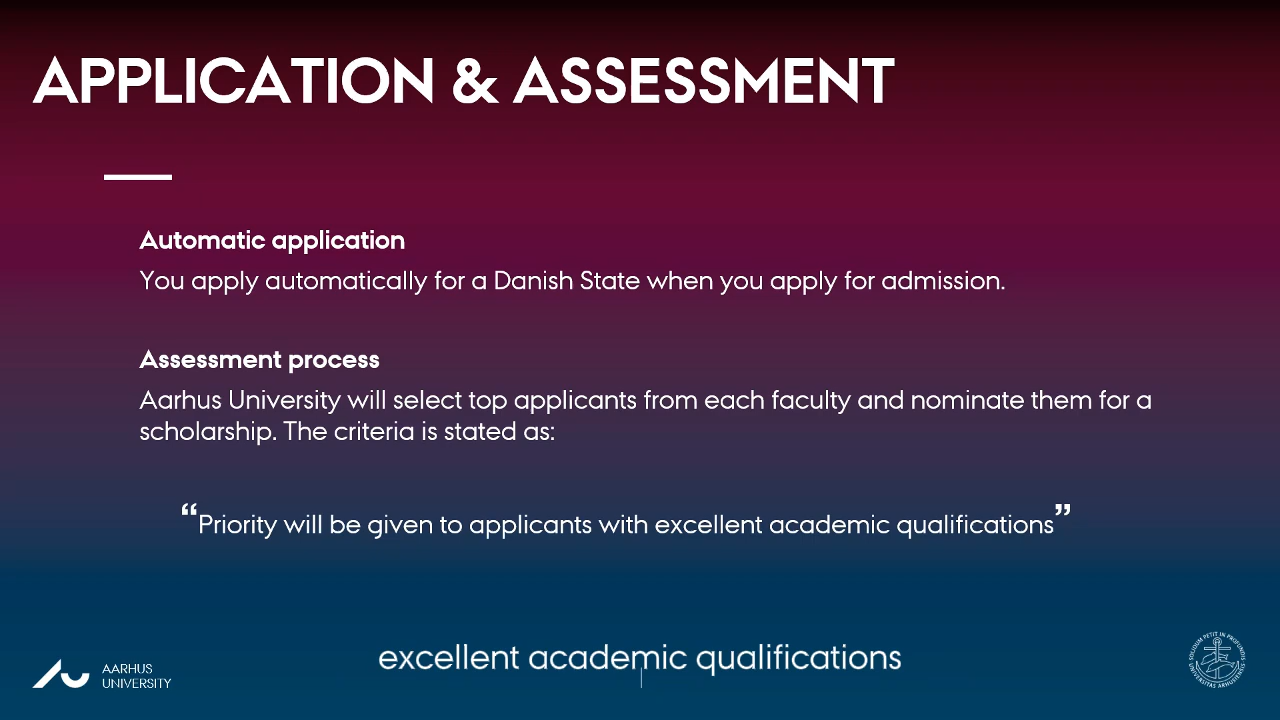 APPLICATION & ASSESSMENT
Automatic application
You apply automatically for a Danish State when you apply for admission.
Assessment process
Aarhus University will select top applicants from each faculty and nominate them for a
scholarship. The criteria is stated as:
“Priority will be given to applicants with excellent academic qualifications”
excellent academic qualifications
AARHUS
UNIVERSITY